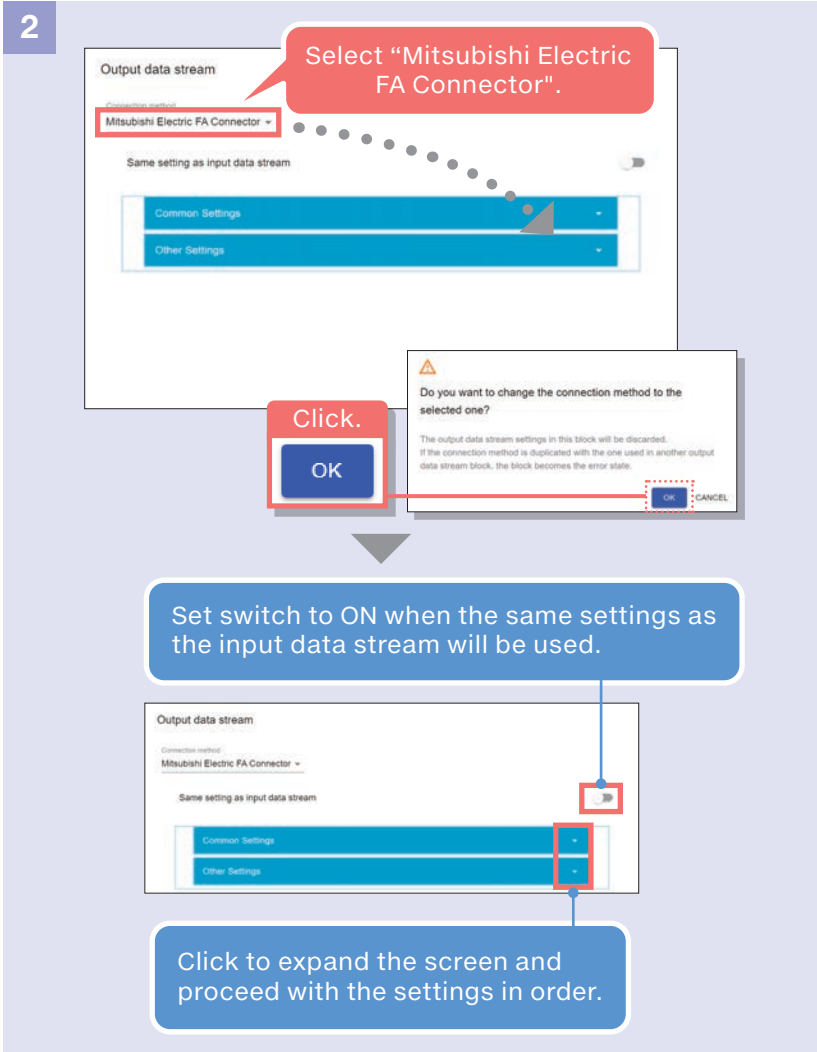 2
Output data stream
Select “Mitsubishi Electric
FA Connector".
Connection method
Mitsubishi Electric FA Connector
Same setting as input data stream
Common Settings
Other Settings
Do you want to change the connection method to the
selected one?
The output data stream settings in this block will be discarded.
If the connection method is duplicated with the one used in another output
data stream block, the block becomes the error state.
OK CANCEL
Click.
OK
Set switch to ON when the same settings as
the input data stream will be used.
Output data stream
Connection method
Mitsubishi Electric FA Connector
Same setting as input data stream
Common Settings
Other Settings
Click to expand the screen and
proceed with the settings in order.